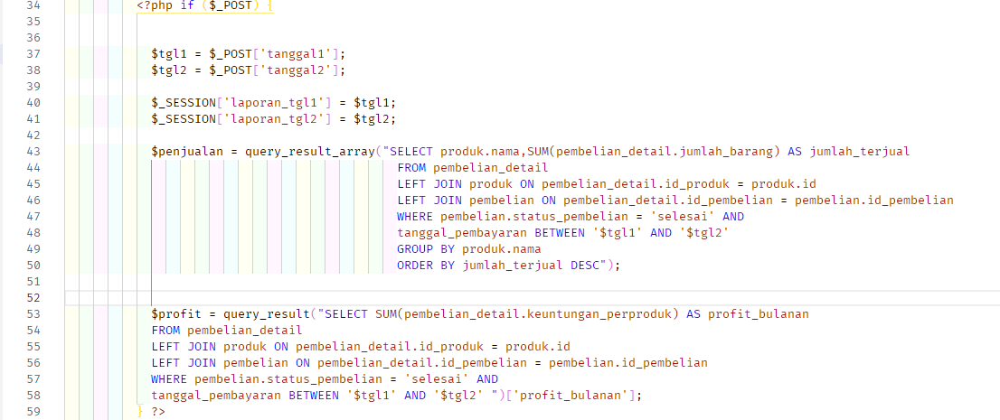 34 <?php if ($_POST) {
35
36
37 $tgl1 = $_POST['tanggal1'];
38 $tgl2 = $_POST['tanggal2'];
39
40 $_SESSION['laporan_tgl1'] = $tgl1;
41 $_SESSION['laporan_tgl2'] = $tgl2;
42
43 $penjualan = query_result_array("SELECT produk.nama,SUM(pembelian_detail.jumlah_barang) AS jumlah_terjual
44 FROM pembelian_detail
45 LEFT JOIN produk ON pembelian_detail.id_produk = produk.id
46 LEFT JOIN pembelian ON pembelian_detail.id_pembelian = pembelian.id_pembelian
47 WHERE pembelian.status_pembelian = 'selesai' AND
48 tanggal_pembayaran BETWEEN '$tgl1' AND '$tgl2'
49 GROUP BY produk.nama
50 ORDER BY jumlah_terjual DESC");
51
52
53 $profit = query_result("SELECT SUM(pembelian_detail.keuntungan_perproduk) AS profit_bulanan
54 FROM pembelian_detail
55 LEFT JOIN produk ON pembelian_detail.id_produk = produk.id
56 LEFT JOIN pembelian ON pembelian_detail.id_pembelian = pembelian.id_pembelian
57 WHERE pembelian.status_pembelian = 'selesai' AND
58 tanggal_pembayaran BETWEEN '$tgl1' AND '$tgl2' ")['profit_bulanan'];
59 } ?>